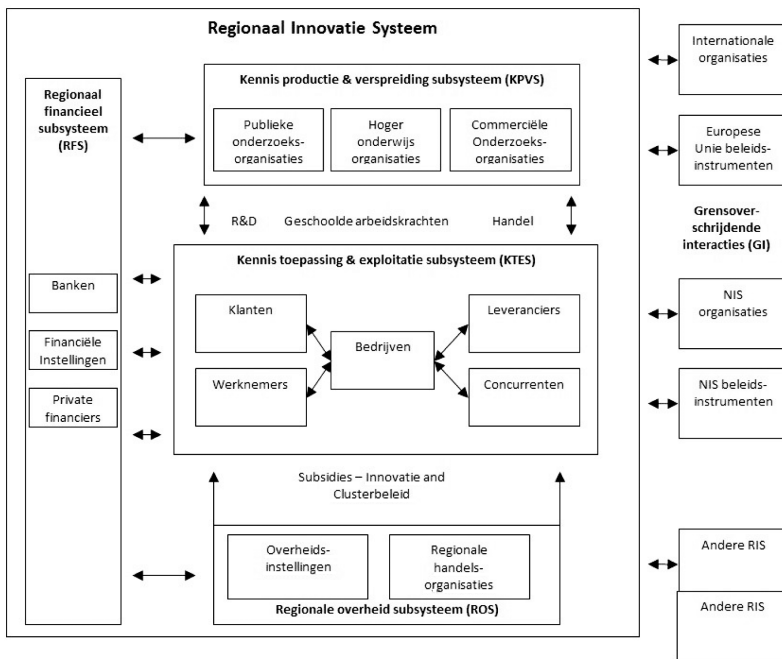 Regionaal Innovatie Systeem
Regionaal
financieel
subsysteem
(RFS)
Banken
Financiële
Instellingen
Private
financiers
Kennis productie & verspreiding subsysteem (KPVS)
Publieke
onderzoeks-
organisaties
Hoger
onderwijs
organisaties
Commerciële
Onderzoeks-
organisaties
R&D
Geschoolde arbeidskrachten
Handel
Kennis toepassing & exploitatie subsysteem (KTES)
Klanten
Leveranciers
Bedrijven
Werknemers
Concurrenten
Subsidies – Innovatie and
Clusterbeleid
Overheids-
instellingen
Regionale
handels-
organisaties
Regionale overheid subsysteem (ROS)
Internationale
organisaties
Europese
Unie beleids-
instrumenten
Grensover-
schrijdende
interacties (GI)
NIS
organisaties
NIS beleids-
instrumenten
Andere RIS
Andere RIS